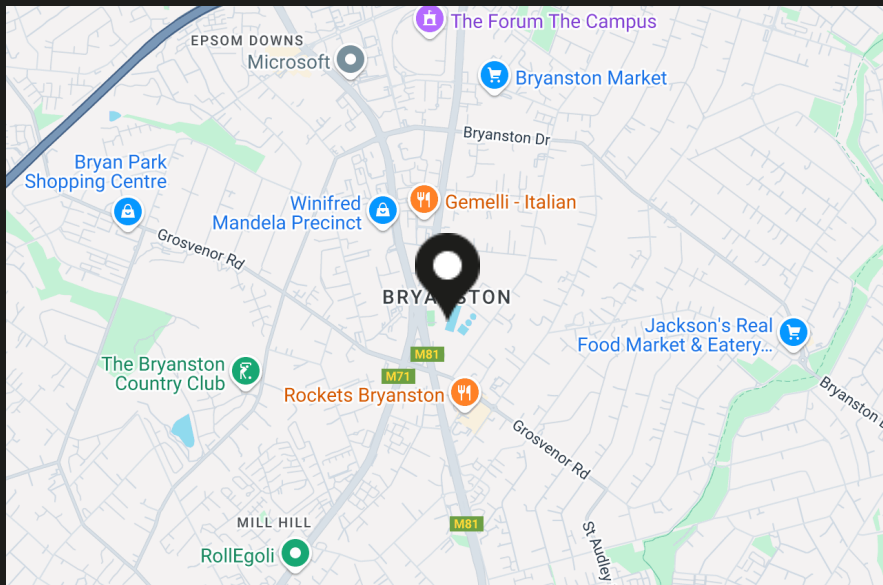 The Forum The Campus
EPSOM DOWNS
Microsoft
Bryanston Market
Bryanston Dr
Bryan Park
Shopping Centre
Winifred
Mandela Precinct
Gemelli - Italian
Grosvenor Rd
BRYANSTON
Jackson's Real
Food Market & Eatery...
M81
M71
The Bryanston
Country Club
Rockets Bryanston
Bryanston
Grosvenor Rd
MILL HILL
M81
St Audley
RollEgoli